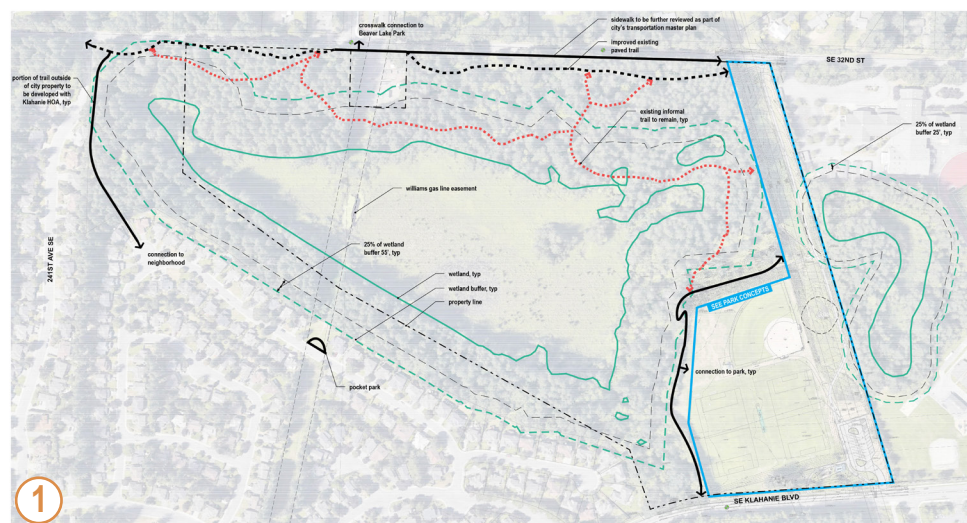 crosswalk connection to
Beaver Lake Park
sidewalk to be further reviewed as part of
city's transportation master plan
improved existing
paved trail
SE 32ND ST
portion of trail outside
of city property to
be developed with
Klahanie HOA, typ
existing informal
trail to remain, typ
25% of wetland
buffer 25', typ
williams gas line easement
241ST AVE SE
connection to
neighborhood
25% of wetland
buffer 55', typ
wetland, typ
wetland buffer, typ
property line
SEE PARK CONCEPTS
pocket park
connection to park, typ
SE KLAHANIE BLVD
1